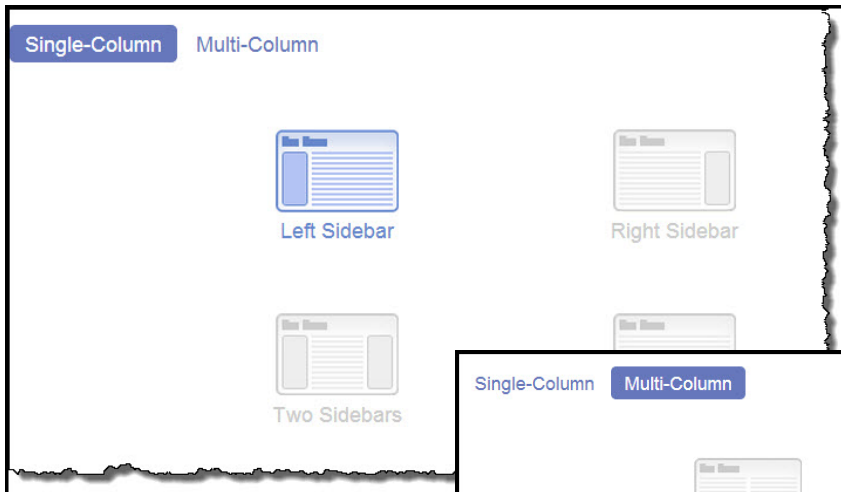 Single-Column Multi-Column
Left Sidebar
Right Sidebar
Two Sidebars
Single-Column Multi-Column